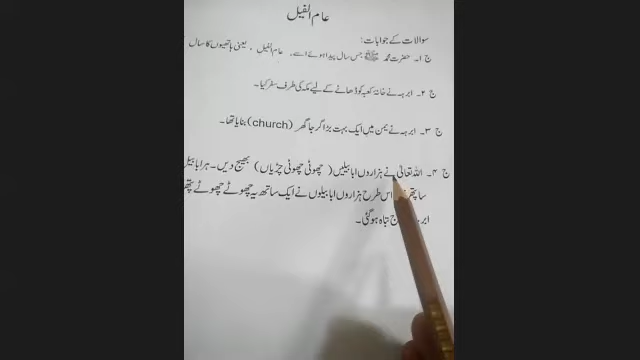 عام الفیل
سوالات کے جوابات:
ج ۱۔ حضرت محمد ﷺ جس سال پیدا ہوئے اسے، عام الفیل ، یعنی ہاتھیوں کا سال
ج ۲۔ ابرہہ نے خانہ کعبہ کو ڈھانے کے لیے مکہ کی طرف سفر کیا۔
ج ۳۔ ابرہہ نے یمن میں ایک بہت بڑا گرجا گھر (church) بنایا تھا۔
ج ۴۔ اللہ تعالیٰ نے ہزاروں ابابیلیں ( چھوٹی چھوٹی چڑیاں) بھیج دیں۔ ہر ابابیل
سا اس طرح ہزاروں ابابیلوں نے ایک ساتھ یہ چھوٹے چھوٹے
تباہ ہو گئی۔